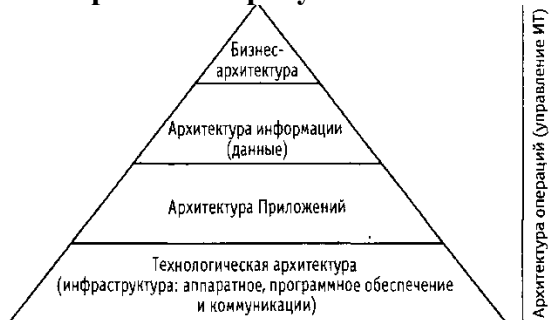 Бизнес-
архитектура
Архитектура информации
(данные)
Архитектура Приложений
Технологическая архитектура
(инфраструктура: аппаратное, программное обеспечение
и коммуникации)
Архитектура операций (управление ИТ)